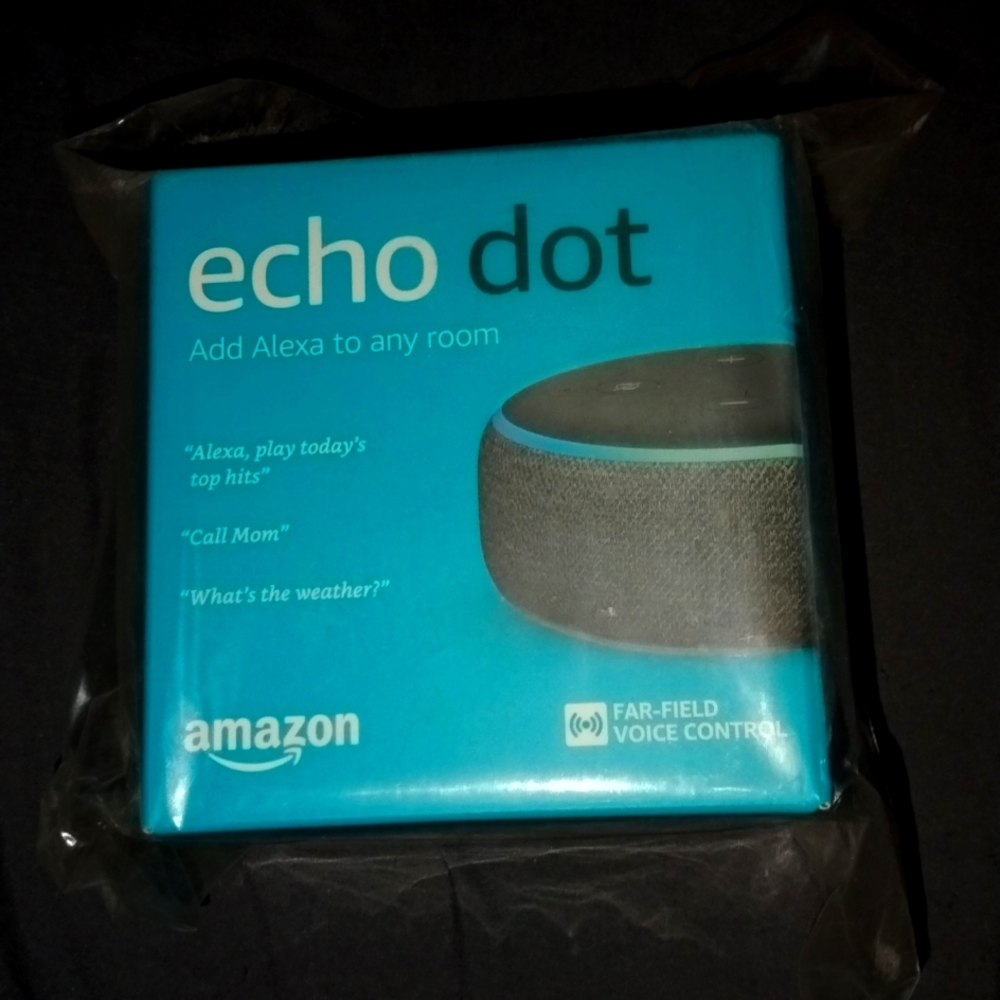 echo dot
Add Alexa to any room
“Alexa, play today’s
top hits”
“Call Mom”
“What’s the weather?”
amazon
FAR-FIELD
VOICE CONTROL